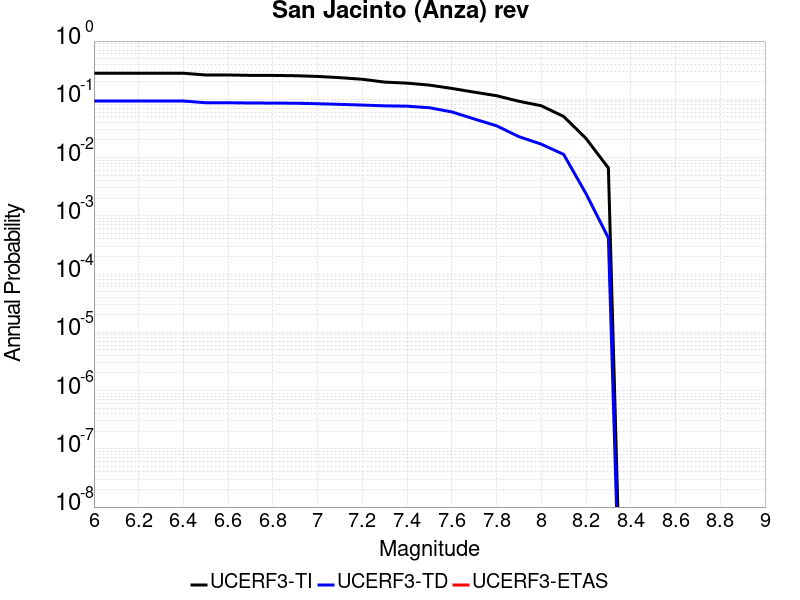 San Jacinto (Anza) rev
10^0
10^-1
10^-2
10^-3
10^-4
10^-5
10^-6
10^-7
10^-8
Annual Probability
6 6.2 6.4 6.6 6.8 7 7.2 7.4 7.6 7.8 8 8.2 8.4 8.6 8.8 9
Magnitude
UCERF3-TI UCERF3-TD UCERF3-ETAS